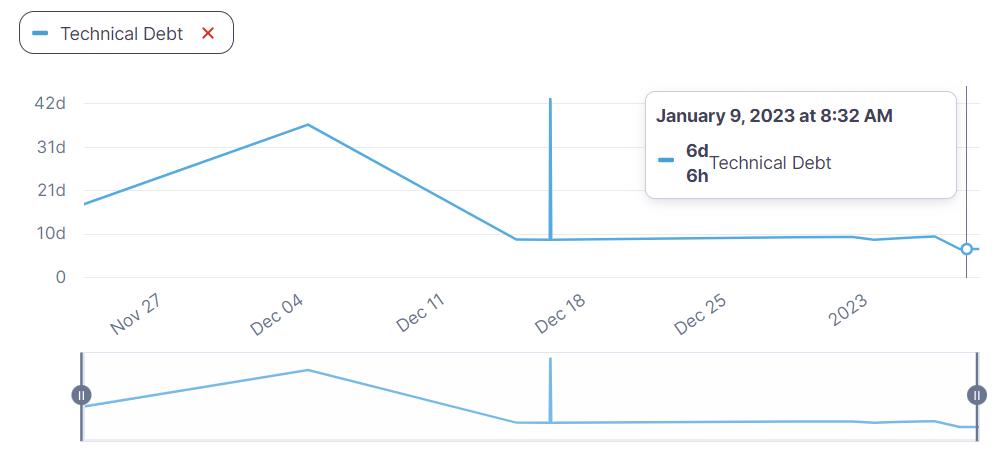 Technical Debt
42d
31d
21d
10d
0
January 9, 2023 at 8:32 AM
6d
6h
Technical Debt
Nov 27
Dec 04
Dec 11
Dec 18
Dec 25
2023